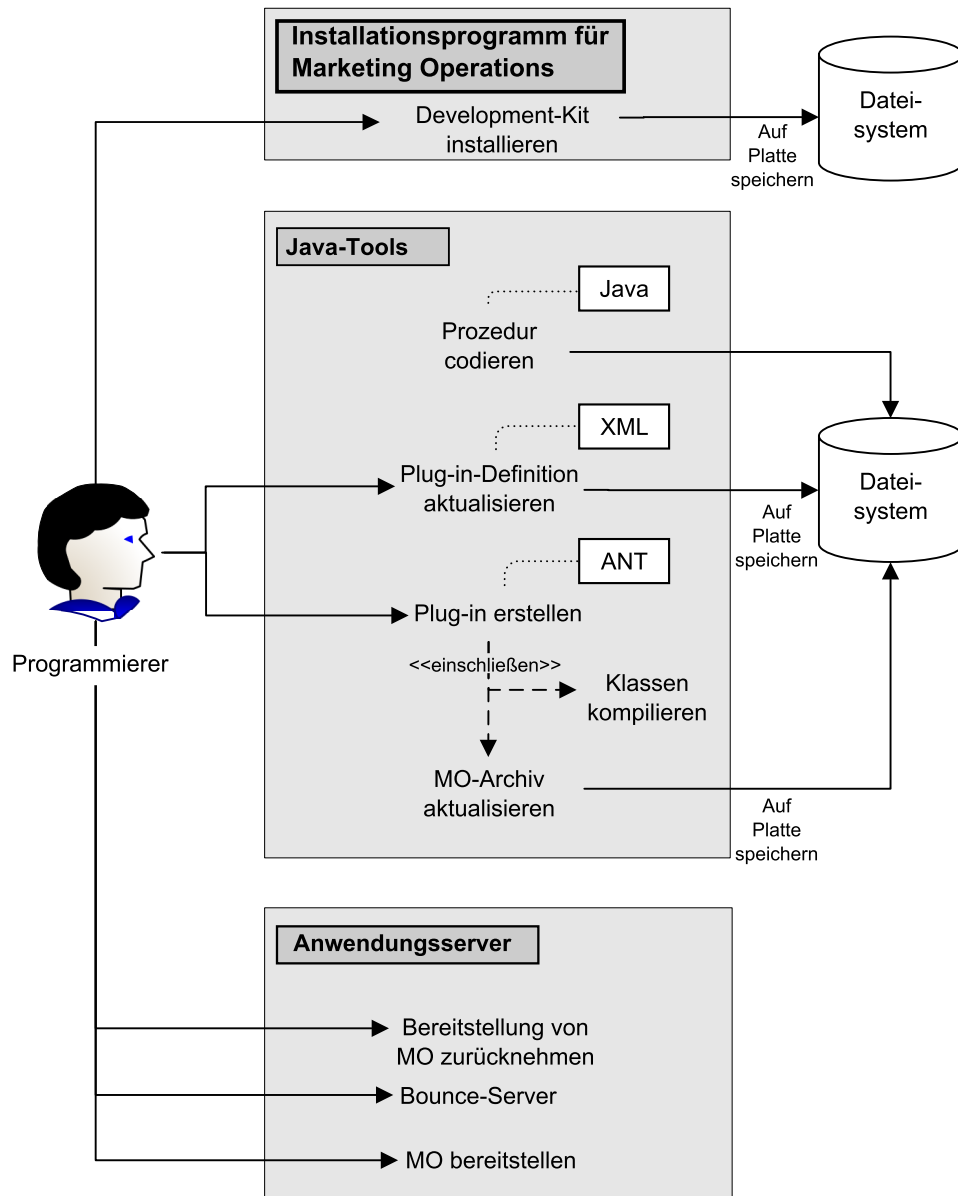 Installationsprogramm für
Marketing Operations
Development-Kit
installieren
Auf
Platte
speichern
Datei-
system
Java-Tools
Java
Prozedur
codieren
XML
Plug-in-Definition
aktualisieren
Auf
Platte
speichern
Datei-
system
ANT
Plug-in erstellen
<<einschließen>>
Klassen
kompilieren
MO-Archiv
aktualisieren
Auf
Platte
speichern
Programmierer
Anwendungsserver
Bereitstellung von
MO zurücknehmen
Bounce-Server
MO bereitstellen